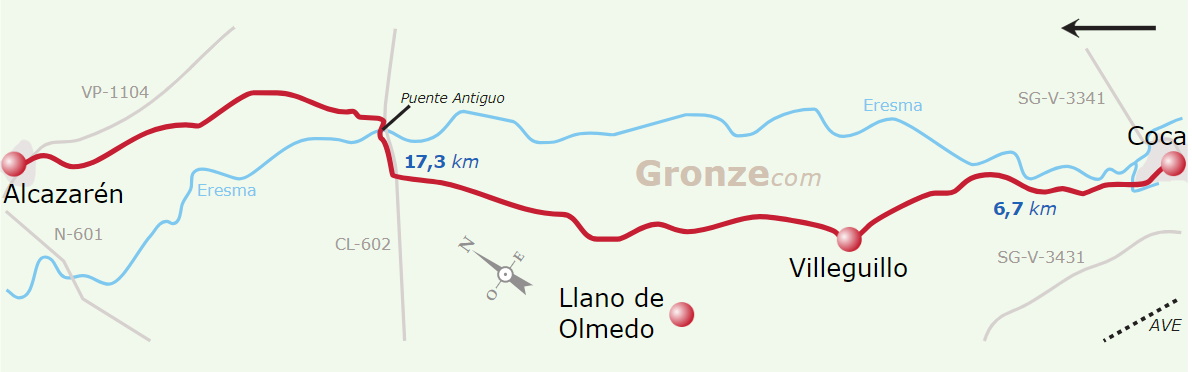 VP-1104
Puente Antiguo
Eresma
SG-V-3341
Coca
17,3 km
Gronze.com
Alcazarén
Eresma
6,7 km
N-601
CL-602
N
E
O
SG-V-3431
Villeguillo
Llano de
Olmedo
AVE